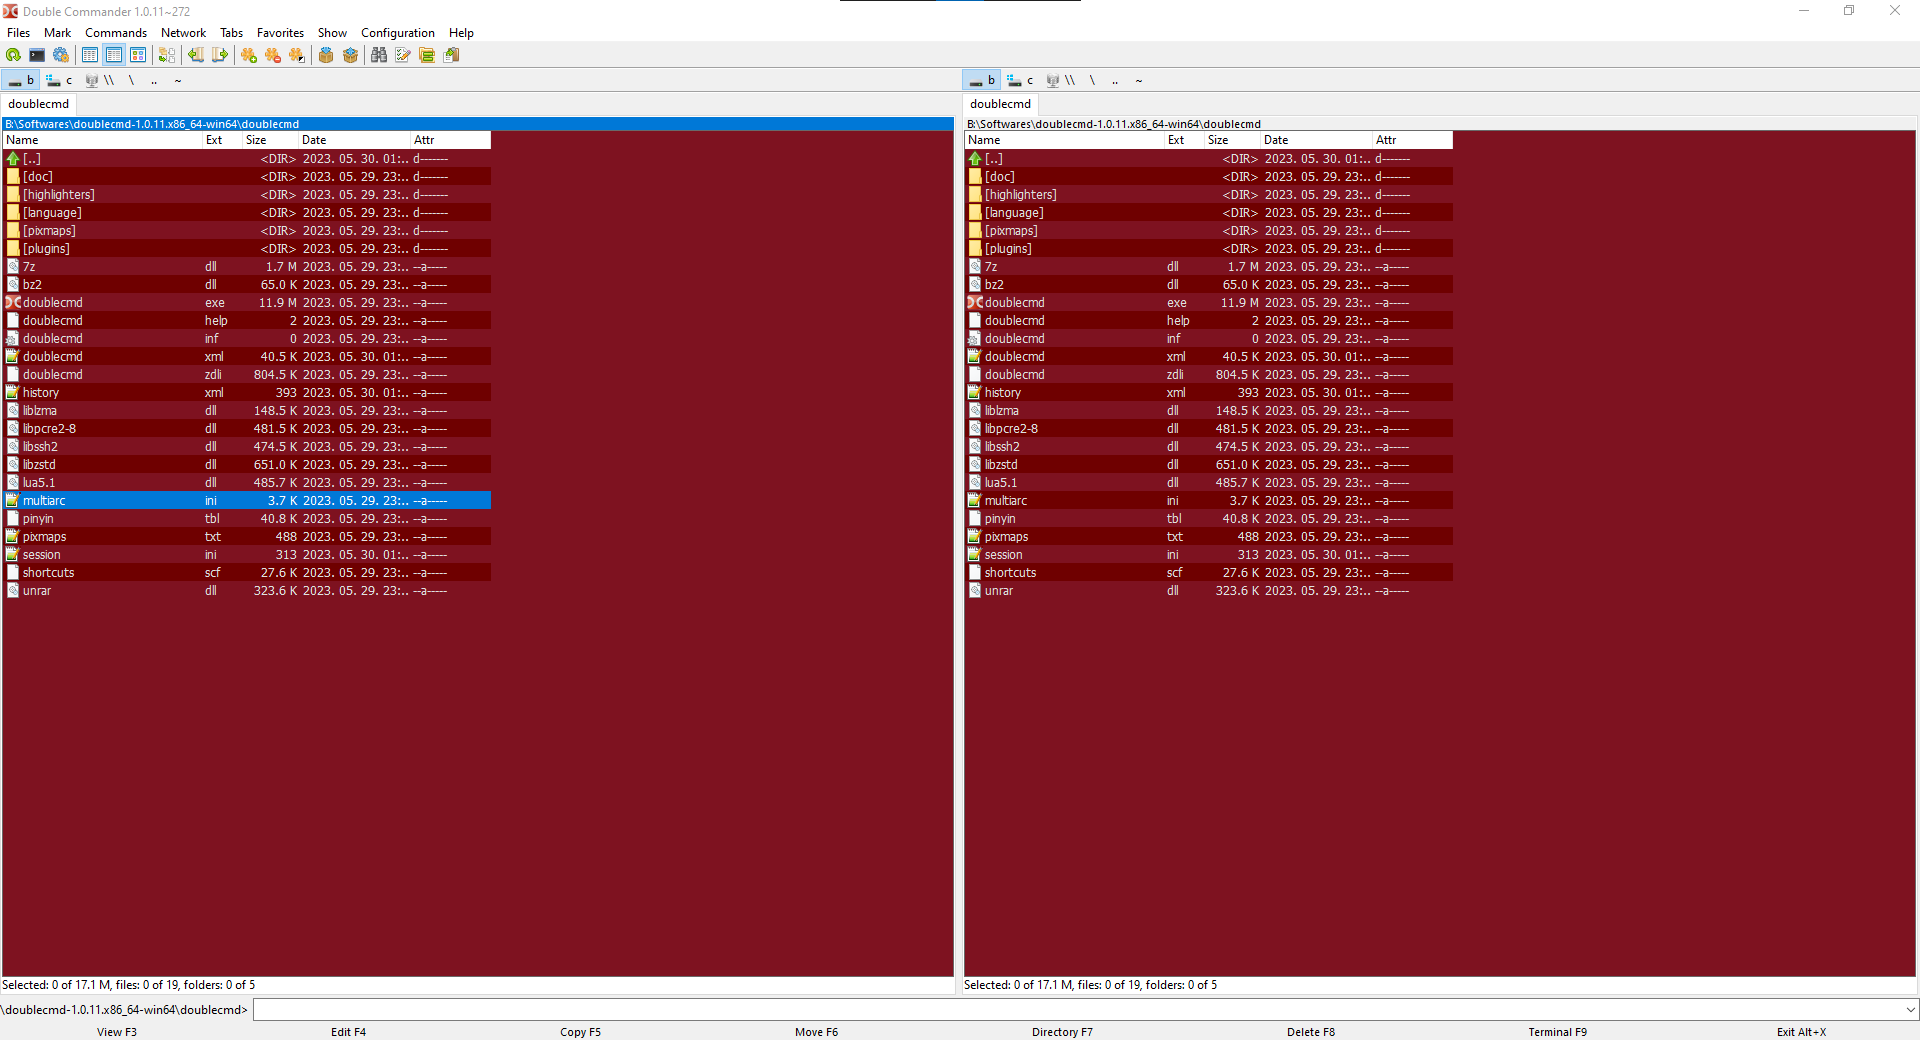 Double Commander 1.0.11~272
Files Mark Commands Network Tabs Favorites Show Configuration Help
b c \\ \ .. ~
b c \\ \ .. ~
doublecmd
doublecmd
B:\Softwares\doublecmd-1.0.11.x86_64-win64\doublecmd
Name Ext Size Date Attr
[..] <DIR> 2023. 05. 30. 01:.. d-------
[doc] <DIR> 2023. 05. 29. 23:.. d-------
[highlighters] <DIR> 2023. 05. 29. 23:.. d-------
[language] <DIR> 2023. 05. 29. 23:.. d-------
[pixmaps] <DIR> 2023. 05. 29. 23:.. d-------
[plugins] <DIR> 2023. 05. 29. 23:.. d-------
7z dll 1.7 M 2023. 05. 29. 23:.. --a-----
bz2 dll 65.0 K 2023. 05. 29. 23:.. --a-----
doublecmd exe 11.9 M 2023. 05. 29. 23:.. --a-----
doublecmd help 2 2023. 05. 29. 23:.. --a-----
doublecmd inf 0 2023. 05. 29. 23:.. --a-----
doublecmd xml 40.5 K 2023. 05. 30. 01:.. --a-----
doublecmd zdli 804.5 K 2023. 05. 29. 23:.. --a-----
history xml 393 2023. 05. 30. 01:.. --a-----
liblzma dll 148.5 K 2023. 05. 29. 23:.. --a-----
libpcre2-8 dll 481.5 K 2023. 05. 29. 23:.. --a-----
libssh2 dll 474.5 K 2023. 05. 29. 23:.. --a-----
libzstd dll 651.0 K 2023. 05. 29. 23:.. --a-----
lua5.1 dll 485.7 K 2023. 05. 29. 23:.. --a-----
multiarc ini 3.7 K 2023. 05. 29. 23:.. --a-----
pinyin tbl 40.8 K 2023. 05. 29. 23:.. --a-----
pixmaps txt 488 2023. 05. 29. 23:.. --a-----
session ini 313 2023. 05. 30. 01:.. --a-----
shortcuts scf 27.6 K 2023. 05. 29. 23:.. --a-----
unrar dll 323.6 K 2023. 05. 29. 23:.. --a-----
Selected: 0 of 17.1 M, files: 0 of 19, folders: 0 of 5
B:\Softwares\doublecmd-1.0.11.x86_64-win64\doublecmd
Name Ext Size Date Attr
[..] <DIR> 2023. 05. 30. 01:.. d-------
[doc] <DIR> 2023. 05. 29. 23:.. d-------
[highlighters] <DIR> 2023. 05. 29. 23:.. d-------
[language] <DIR> 2023. 05. 29. 23:.. d-------
[pixmaps] <DIR> 2023. 05. 29. 23:.. d-------
[plugins] <DIR> 2023. 05. 29. 23:.. d-------
7z dll 1.7 M 2023. 05. 29. 23:.. --a-----
bz2 dll 65.0 K 2023. 05. 29. 23:.. --a-----
doublecmd exe 11.9 M 2023. 05. 29. 23:.. --a-----
doublecmd help 2 2023. 05. 29. 23:.. --a-----
doublecmd inf 0 2023. 05. 29. 23:.. --a-----
doublecmd xml 40.5 K 2023. 05. 30. 01:.. --a-----
doublecmd zdli 804.5 K 2023. 05. 29. 23:.. --a-----
history xml 393 2023. 05. 30. 01:.. --a-----
liblzma dll 148.5 K 2023. 05. 29. 23:.. --a-----
libpcre2-8 dll 481.5 K 2023. 05. 29. 23:.. --a-----
libssh2 dll 474.5 K 2023. 05. 29. 23:.. --a-----
libzstd dll 651.0 K 2023. 05. 29. 23:.. --a-----
lua5.1 dll 485.7 K 2023. 05. 29. 23:.. --a-----
multiarc ini 3.7 K 2023. 05. 29. 23:.. --a-----
pinyin tbl 40.8 K 2023. 05. 29. 23:.. --a-----
pixmaps txt 488 2023. 05. 29. 23:.. --a-----
session ini 313 2023. 05. 30. 01:.. --a-----
shortcuts scf 27.6 K 2023. 05. 29. 23:.. --a-----
unrar dll 323.6 K 2023. 05. 29. 23:.. --a-----
Selected: 0 of 17.1 M, files: 0 of 19, folders: 0 of 5
\doublecmd-1.0.11.x86_64-win64\doublecmd>
View F3 Edit F4 Copy F5 Move F6 Directory F7 Delete F8 Terminal F9 Exit Alt+X